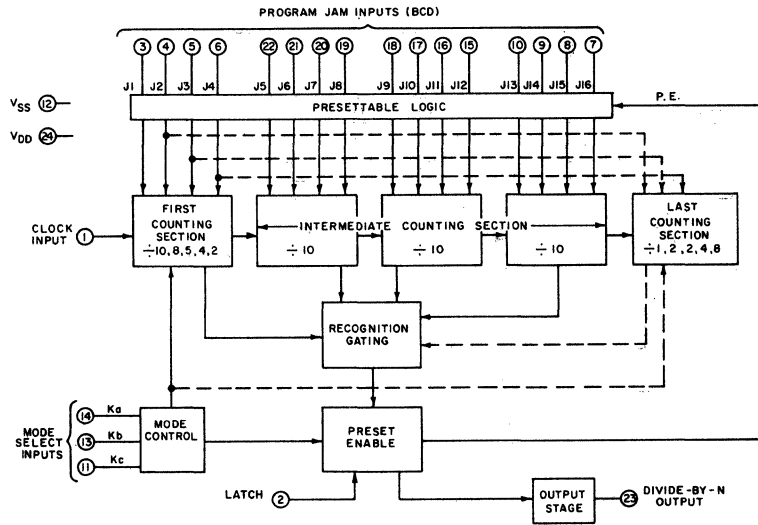 PROGRAM JAM INPUTS (BCD)
3 4 5 6 22 21 20 19 18 17 16 15 10 9 8 7
J1 J2 J3 J4 J5 J6 J7 J8 J9 J10 J11 J12 J13 J14 J15 J16
PRESETTABLE LOGIC
P.E.
VSS 12
VDD 24
CLOCK
INPUT 1
FIRST
COUNTING
SECTION
÷10,8,5,4,2
INTERMEDIATE COUNTING SECTION
÷10 ÷10 ÷10
LAST
COUNTING
SECTION
÷1,2,2,4,8
RECOGNITION
GATING
MODE
SELECT
INPUTS
14 Ka
13 Kb
11 Kc
MODE
CONTROL
PRESET
ENABLE
LATCH 2
OUTPUT
STAGE
23 DIVIDE-BY-N
OUTPUT